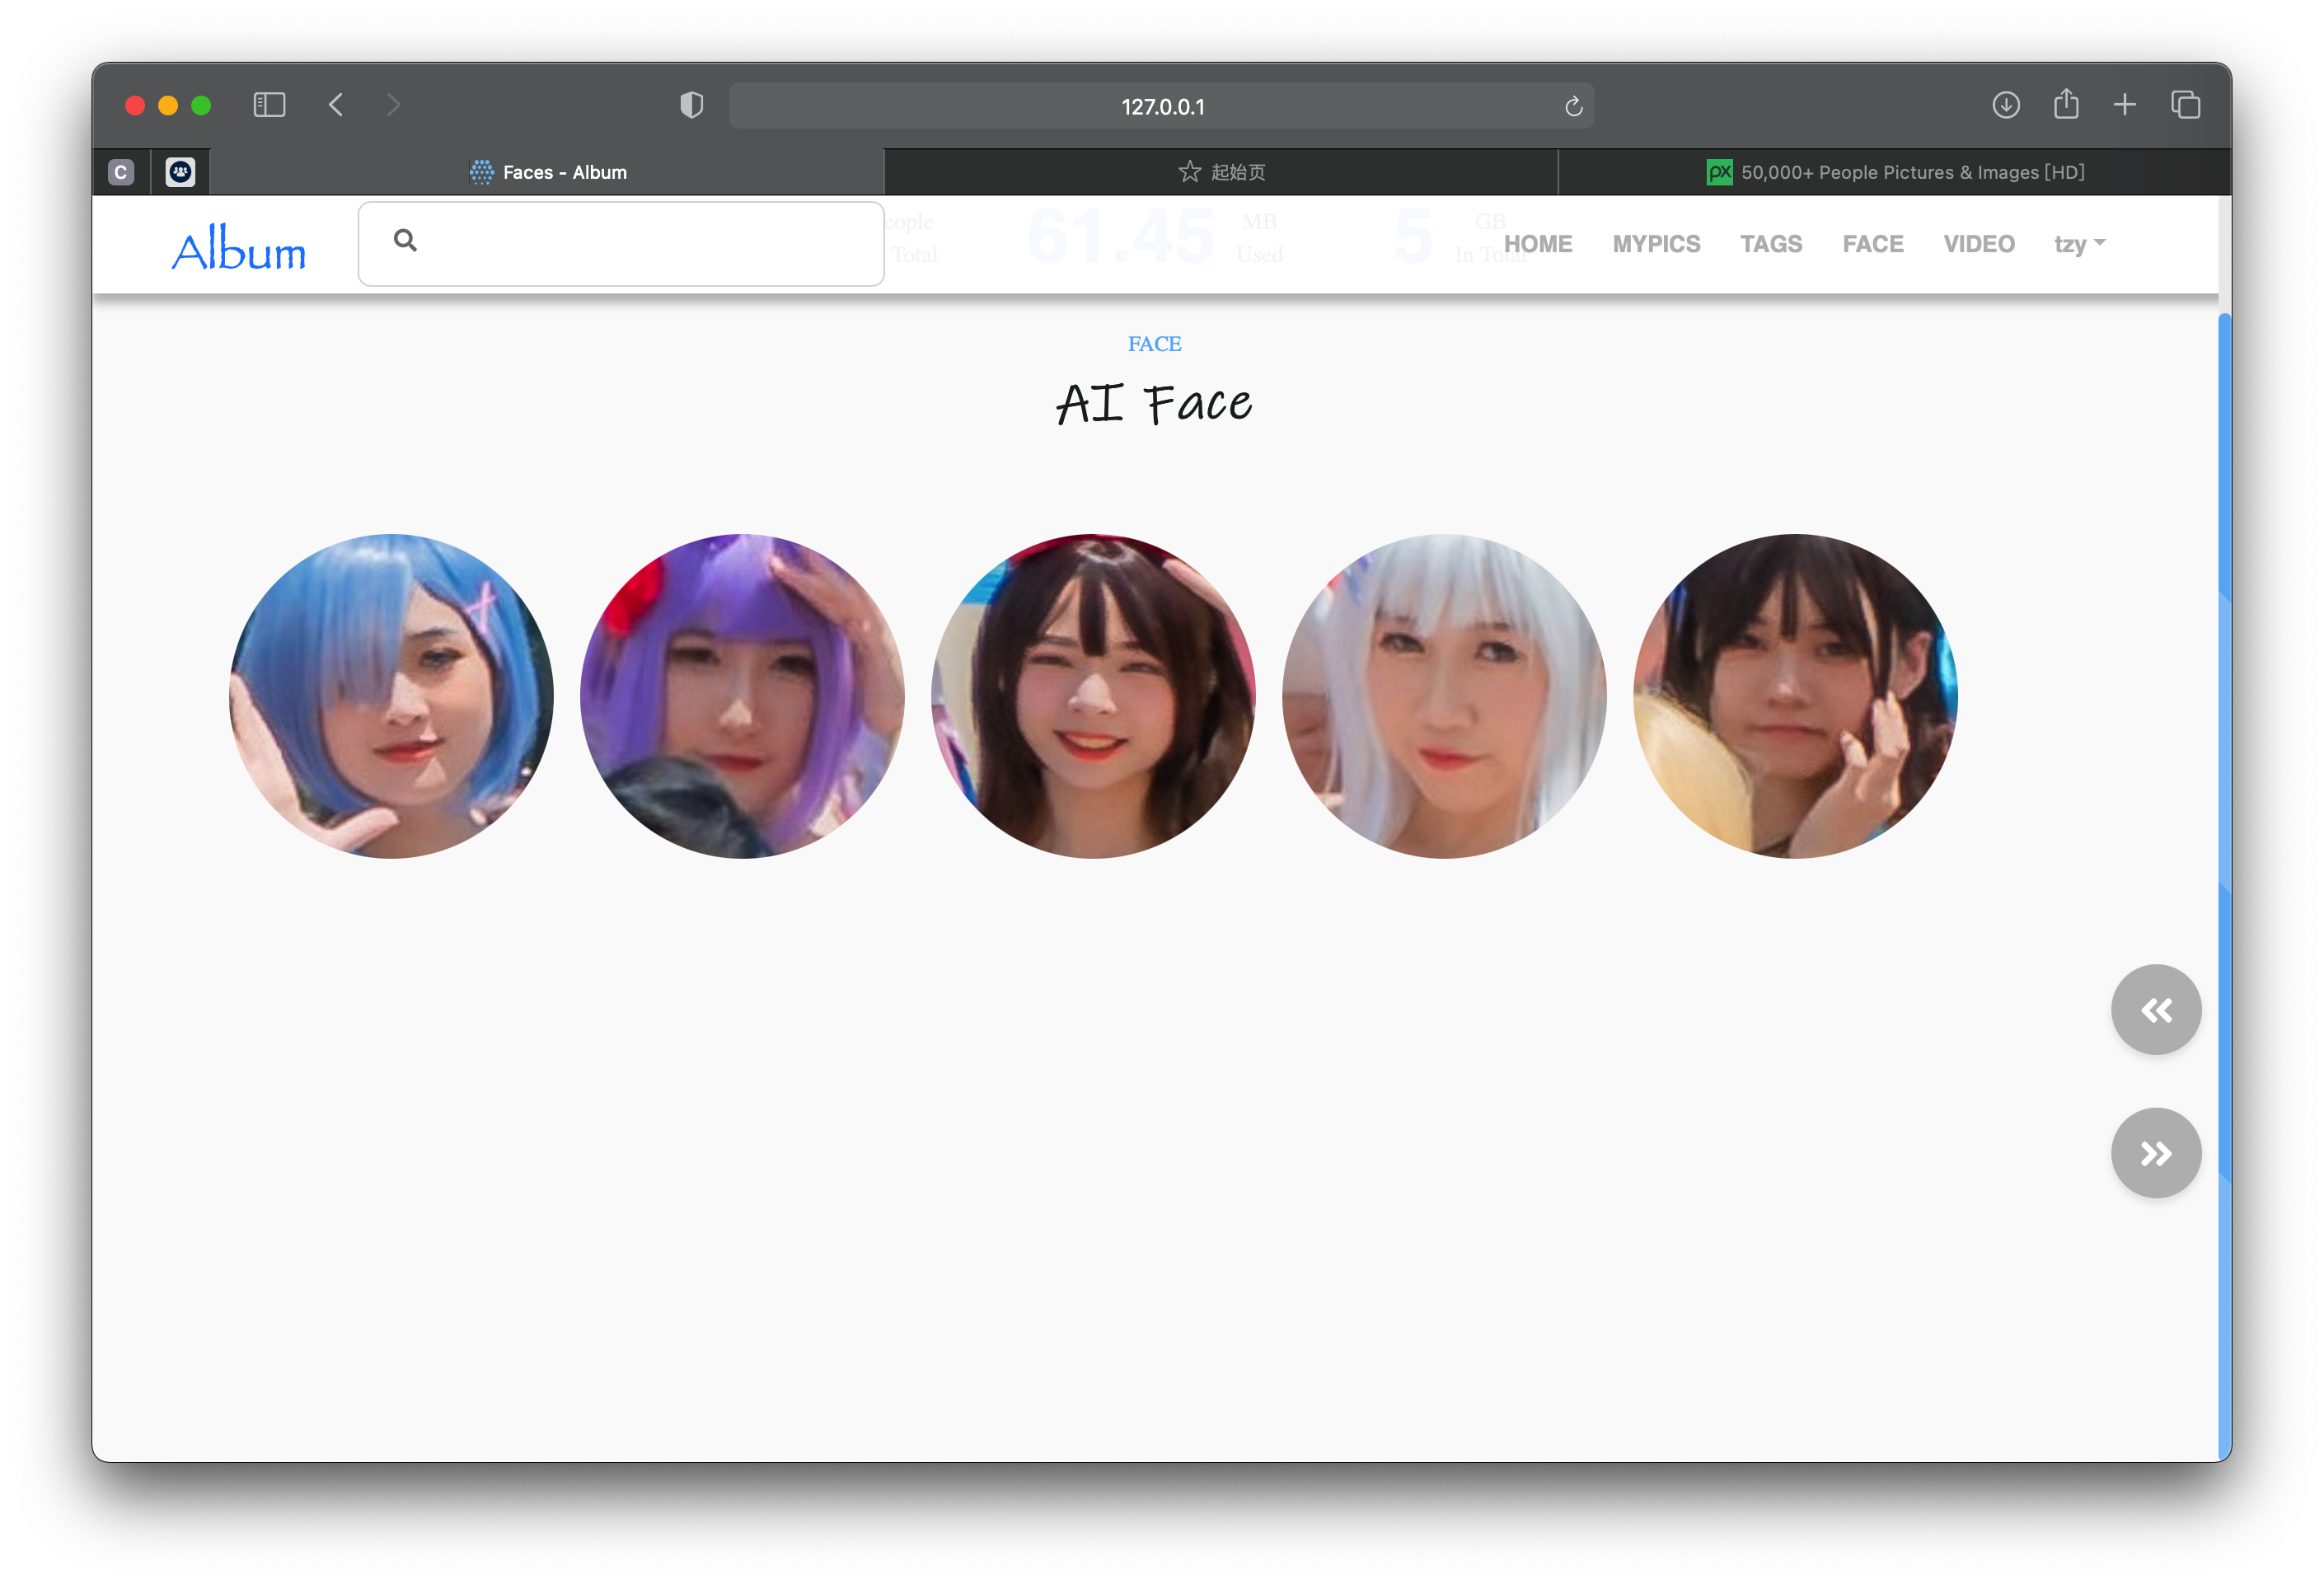 127.0.0.1
C
Faces - Album
起始页
50,000+ People Pictures & Images [HD]
Album
eople
Total
61.45
MB
Used
5
GB
In Total
HOME
MYPICS
TAGS
FACE
VIDEO
tzy
FACE
AI Face